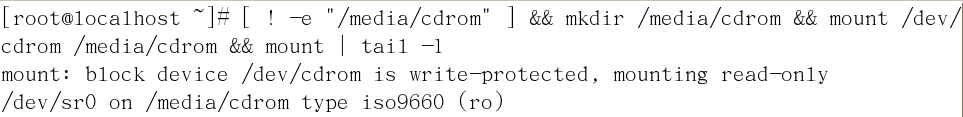 [root@localhost ~]# [ ! -e "/media/cdrom" ] && mkdir /media/cdrom && mount /dev/
cdrom /media/cdrom && mount | tail -1
mount: block device /dev/cdrom is write-protected, mounting read-only
/dev/sr0 on /media/cdrom type iso9660 (ro)